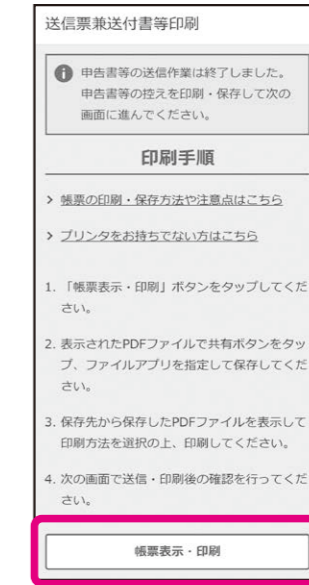 送信票兼送付書等印刷
申告書等の送信作業は終了しました。
申告書等の控えを印刷・保存して次の
画面に進んでください。
印刷手順
> 帳票の印刷・保存方法や注意点はこちら
> プリンタをお持ちでない方はこちら
1. 「帳票表示・印刷」ボタンをタップしてくだ
さい。
2. 表示されたPDFファイルで共有ボタンをタッ
プ、ファイルアプリを指定して保存してくだ
さい。
3. 保存先から保存したPDFファイルを表示して
印刷方法を選択の上、印刷してください。
4. 次の画面で送信・印刷後の確認を行ってくだ
さい。
帳票表示・印刷